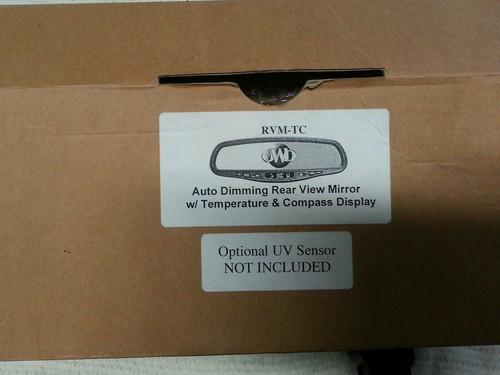 RVM-TC
Auto Dimming Rear View Mirror
w/ Temperature & Compass Display
Optional UV Sensor
NOT INCLUDED